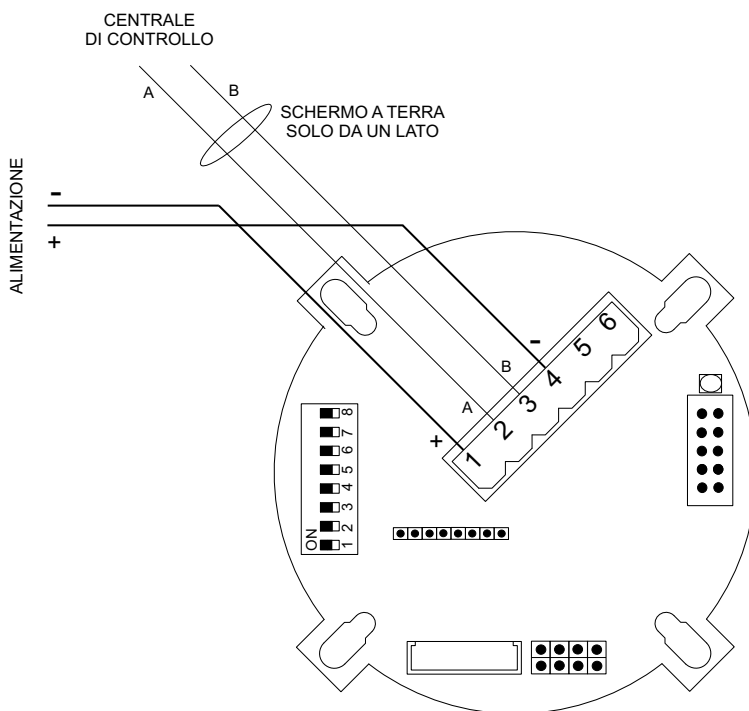 CENTRALE
DI CONTROLLO
A
B
SCHERMO A TERRA
SOLO DA UN LATO
ALIMENTAZIONE
-
+
-
B
A
+
1 2 3 4 5 6
ON
1 2 3 4 5 6 7 8